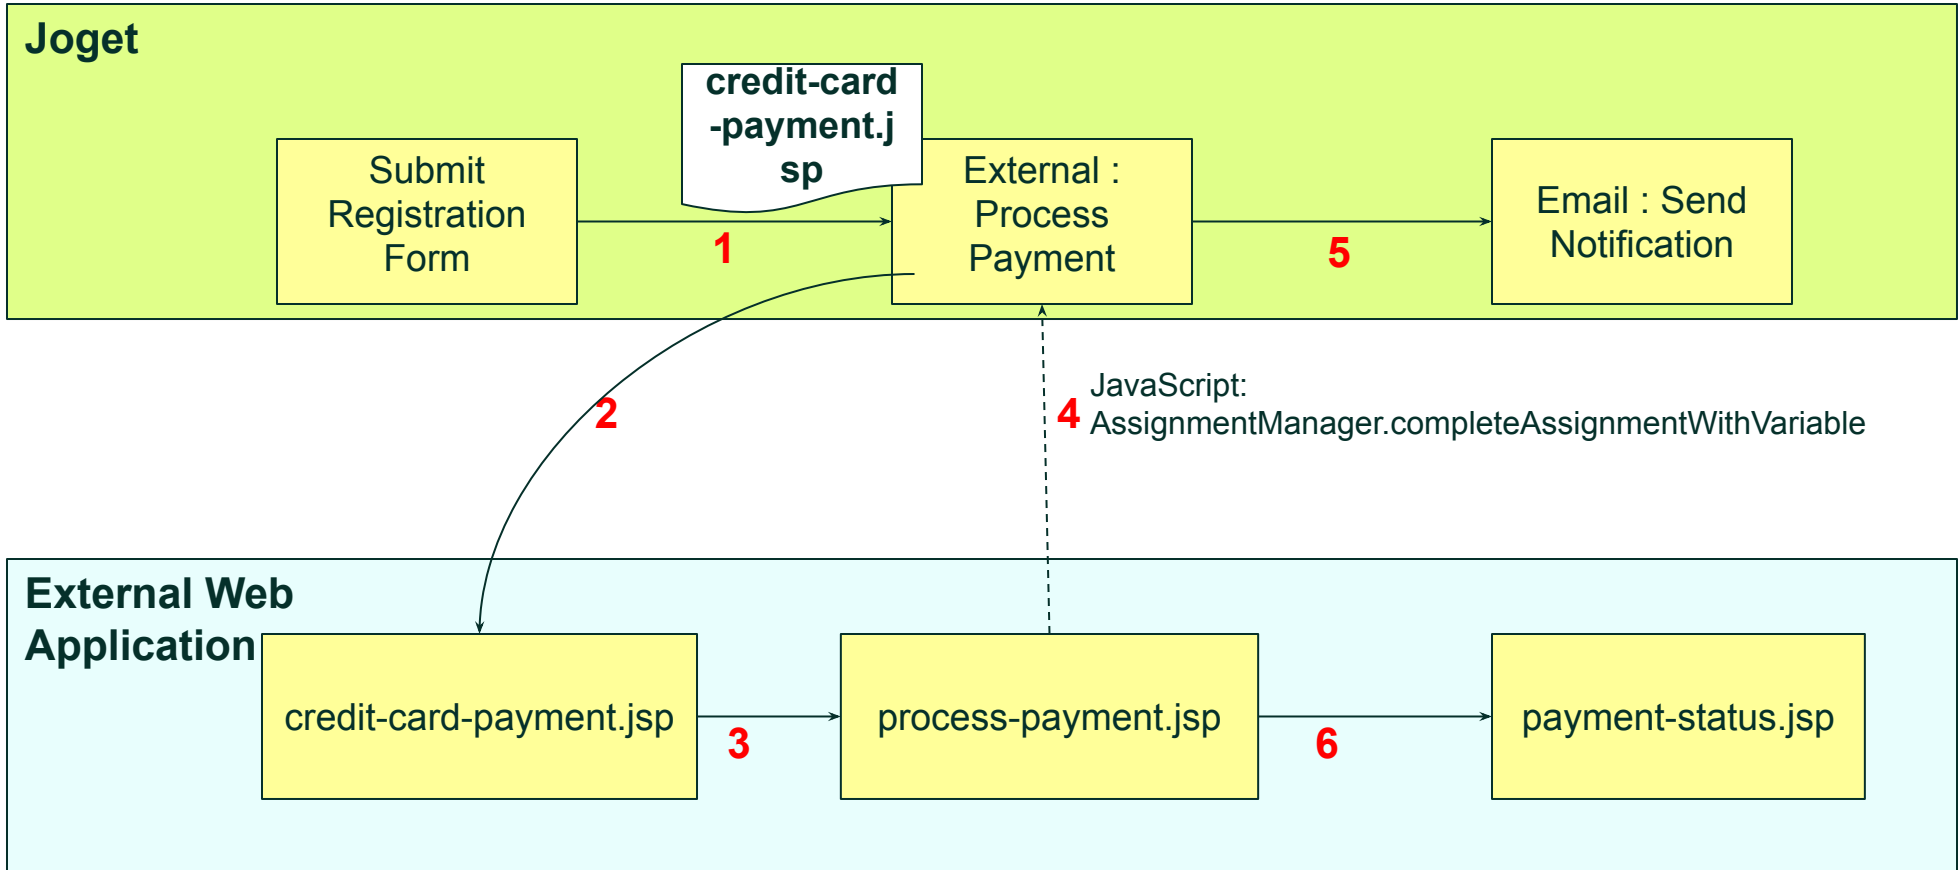 Joget
credit-card
-payment.j
sp
Submit
Registration
Form
External :
Process
Payment
Email : Send
Notification
1
5
2
4
JavaScript:
AssignmentManager.completeAssignmentWithVariable
External Web
Application
credit-card-payment.jsp
process-payment.jsp
payment-status.jsp
3
6